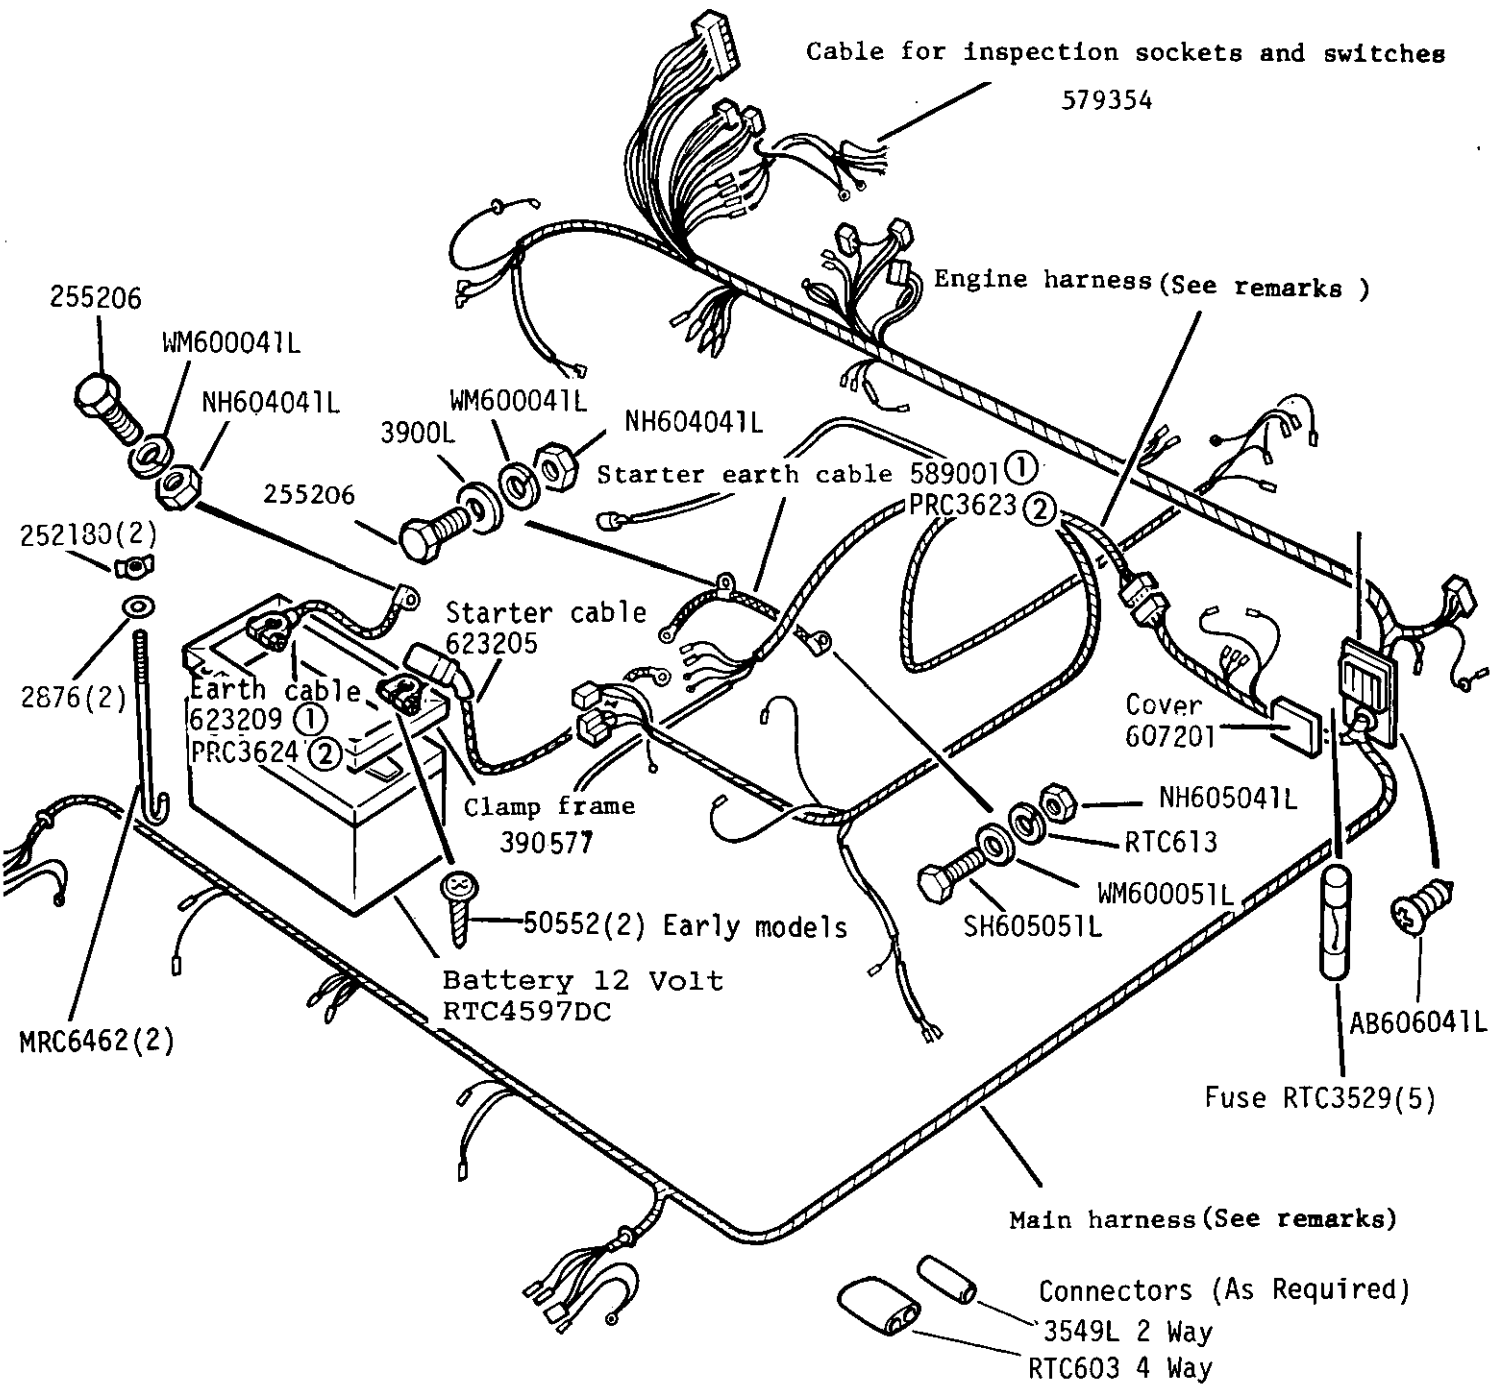 Cable for inspection sockets and switches
579354
Engine harness (See remarks )
255206
WM600041L
NH604041L
WM600041L
3900L
NH604041L
Starter earth cable 589001 ①
PRC3623 ②
255206
252180(2)
Starter cable
623205
2876(2)
Earth cable
623209 ①
PRC3624 ②
Cover
607201
Clamp frame
390577
NH605041L
RTC613
WM600051L
SH605051L
50552(2) Early models
Battery 12 Volt
RTC4597DC
MRC6462(2)
AB606041L
Fuse RTC3529(5)
Main harness (See remarks)
Connectors (As Required)
3549L 2 Way
RTC603 4 Way